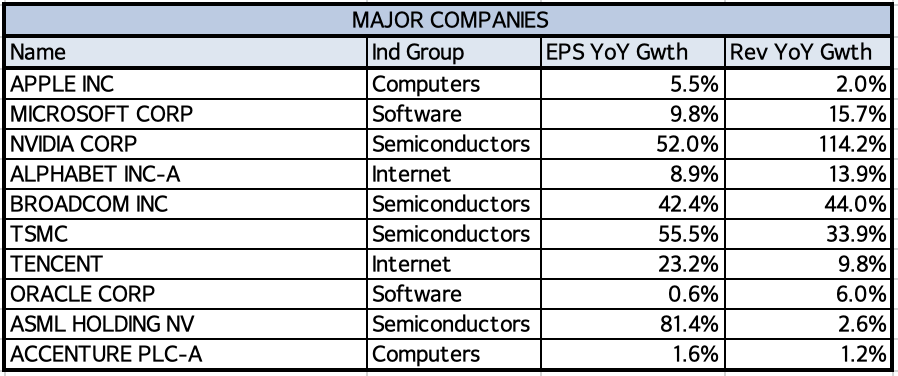 MAJOR COMPANIES
Name Ind Group EPS YoY Gwth Rev YoY Gwth
APPLE INC Computers 5.5% 2.0%
MICROSOFT CORP Software 9.8% 15.7%
NVIDIA CORP Semiconductors 52.0% 114.2%
ALPHABET INC-A Internet 8.9% 13.9%
BROADCOM INC Semiconductors 42.4% 44.0%
TSMC Semiconductors 55.5% 33.9%
TENCENT Internet 23.2% 9.8%
ORACLE CORP Software 0.6% 6.0%
ASML HOLDING NV Semiconductors 81.4% 2.6%
ACCENTURE PLC-A Computers 1.6% 1.2%